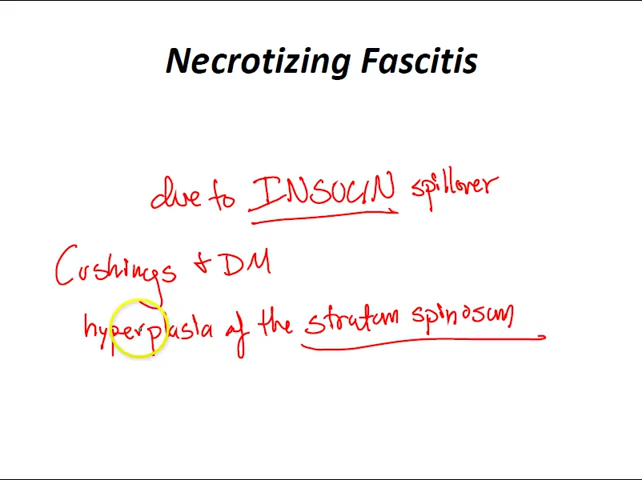 Necrotizing Fascitis
due to INSULIN spillover
Cushings + DM
hyperplasia of the stratum spinosum